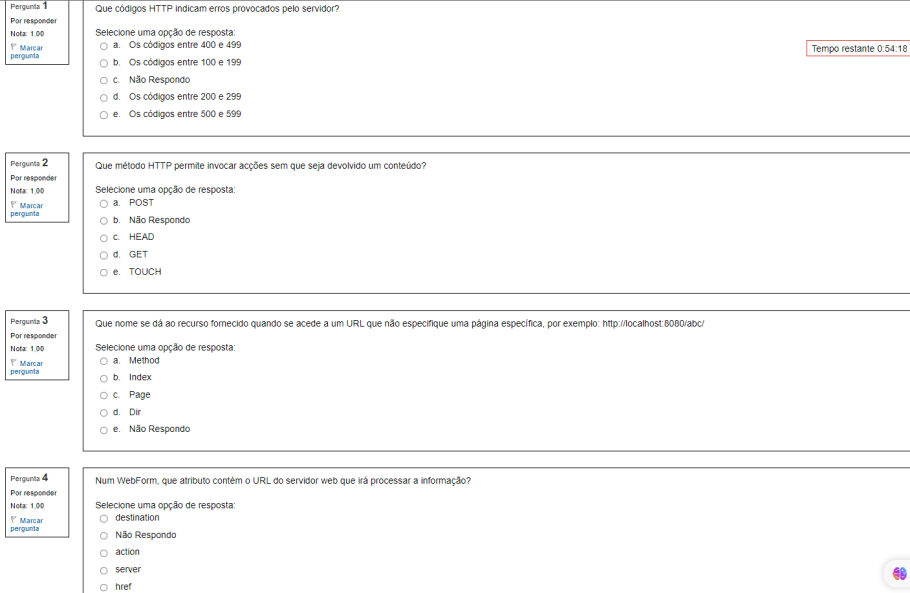 Pergunta 1
Por responder
Nota: 1,00
Marcar
pergunta
Que códigos HTTP indicam erros provocados pelo servidor?
Selecione uma opção de resposta:
a. Os códigos entre 400 e 499
b. Os códigos entre 100 e 199
c. Não Respondo
d. Os códigos entre 200 e 299
e. Os códigos entre 500 e 599
Tempo restante 0:54:18
Pergunta 2
Por responder
Nota: 1,00
Marcar
pergunta
Que método HTTP permite invocar acções sem que seja devolvido um conteúdo?
Selecione uma opção de resposta:
a. POST
b. Não Respondo
c. HEAD
d. GET
e. TOUCH
Pergunta 3
Por responder
Nota: 1,00
Marcar
pergunta
Que nome se dá ao recurso fornecido quando se acede a um URL que não especifique uma página específica, por exemplo: http://localhost:8080/abc/
Selecione uma opção de resposta:
a. Method
b. Index
c. Page
d. Dir
e. Não Respondo
Pergunta 4
Por responder
Nota: 1,00
Marcar
pergunta
Num WebForm, que atributo contém o URL do servidor web que irá processar a informação?
Selecione uma opção de resposta:
destination
Não Respondo
action
server
href